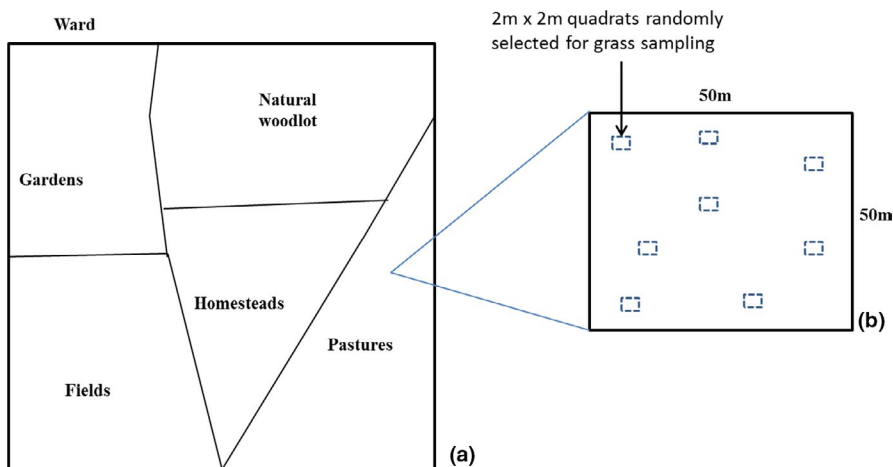 Ward
2m x 2m quadrats randomly
selected for grass sampling
50m
Natural
woodlot
Gardens
50m
Homesteads
Pastures
Fields
(b)
(a)